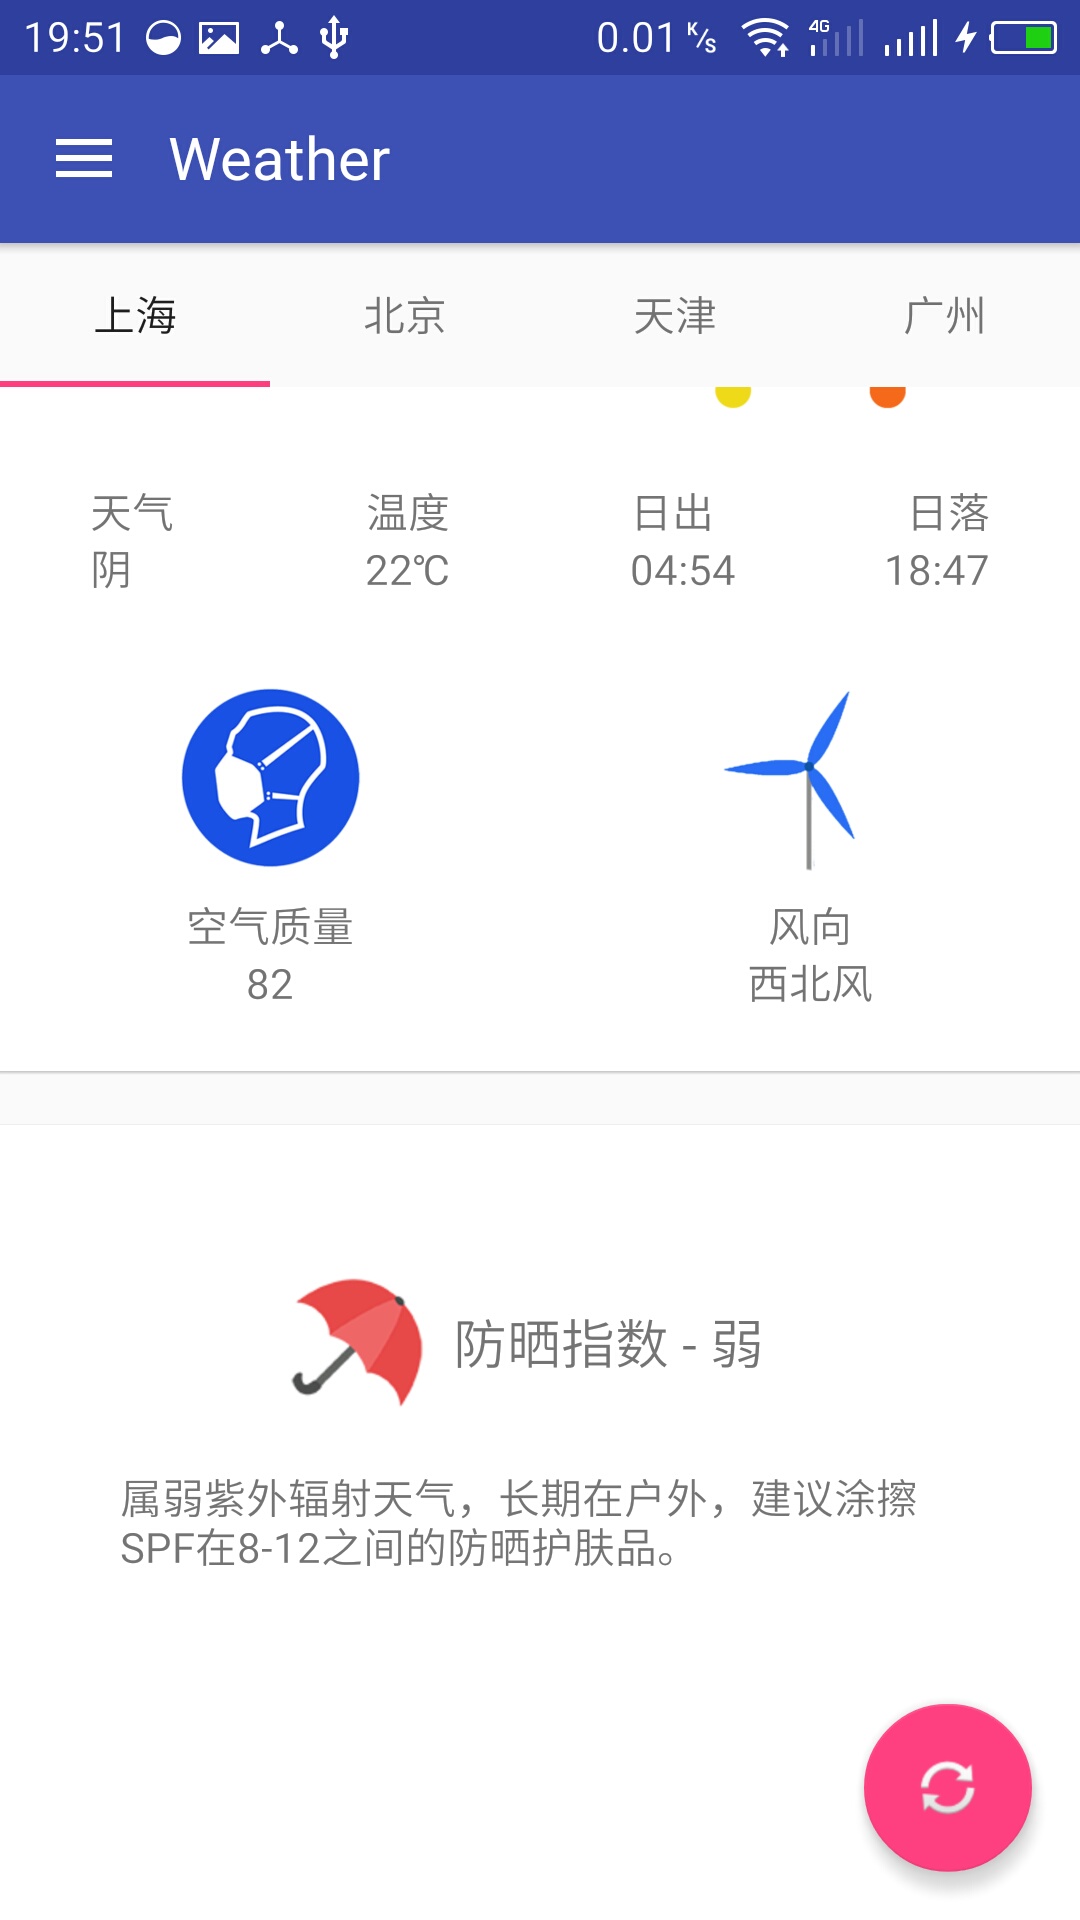 19:51
0.01 K/s
4G
Weather
上海 北京 天津 广州
天气 温度 日出 日落
阴 22℃ 04:54 18:47
空气质量 风向
82 西北风
防晒指数 - 弱
属弱紫外辐射天气，长期在户外，建议涂擦
SPF在8-12之间的防晒护肤品。